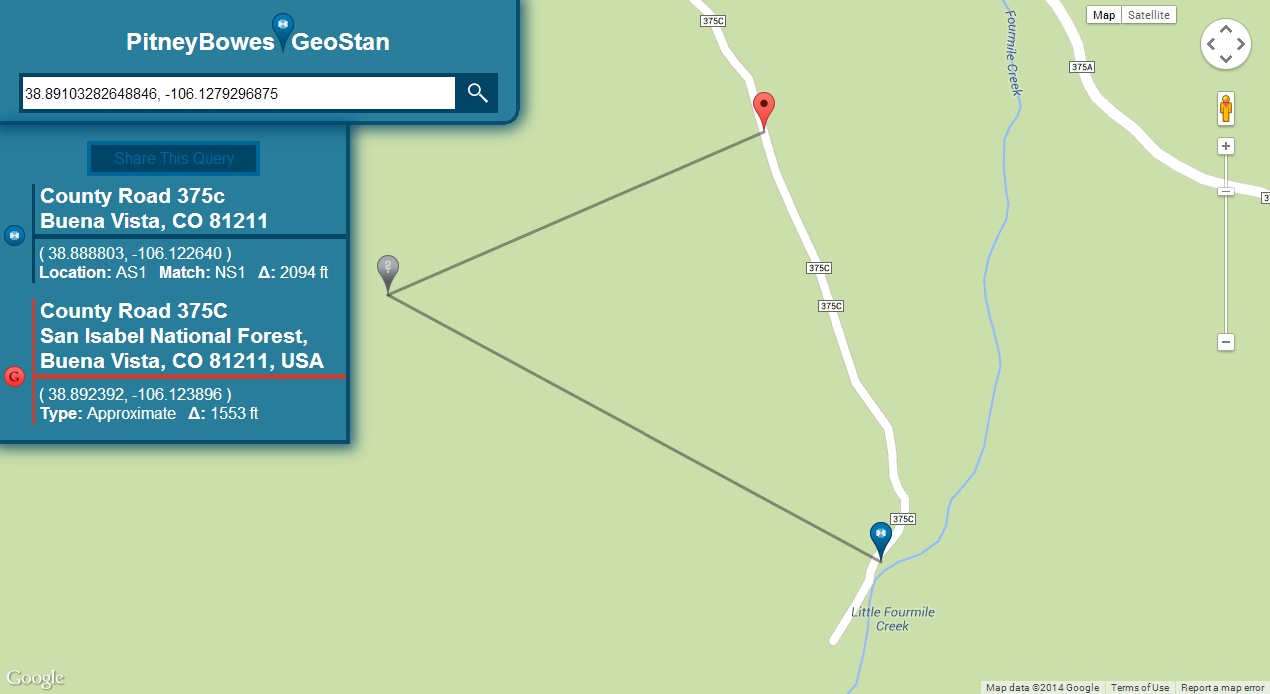 PitneyBowes GeoStan
38.89103282648846, -106.1279296875
Share This Query
County Road 375c
Buena Vista, CO 81211
( 38.888803, -106.122640 )
Location: AS1 Match: NS1 Δ: 2094 ft
G
County Road 375C
San Isabel National Forest,
Buena Vista, CO 81211, USA
( 38.892392, -106.123896 )
Type: Approximate Δ: 1553 ft
?
375C
Fourmile Creek
375A
Map Satellite
3
375C
375C
375C
Little Fourmile
Creek
Google
Map data ©2014 Google Terms of Use Report a map error